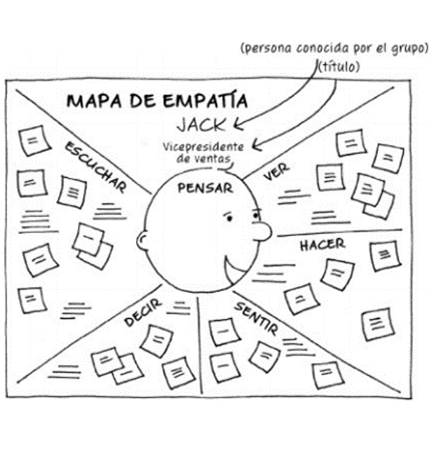 (persona conocida por el grupo)
(título)
MAPA DE EMPATÍA
JACK
Vicepresidente
de ventas
ESCUCHAR
PENSAR
VER
HACER
DECIR
SENTIR